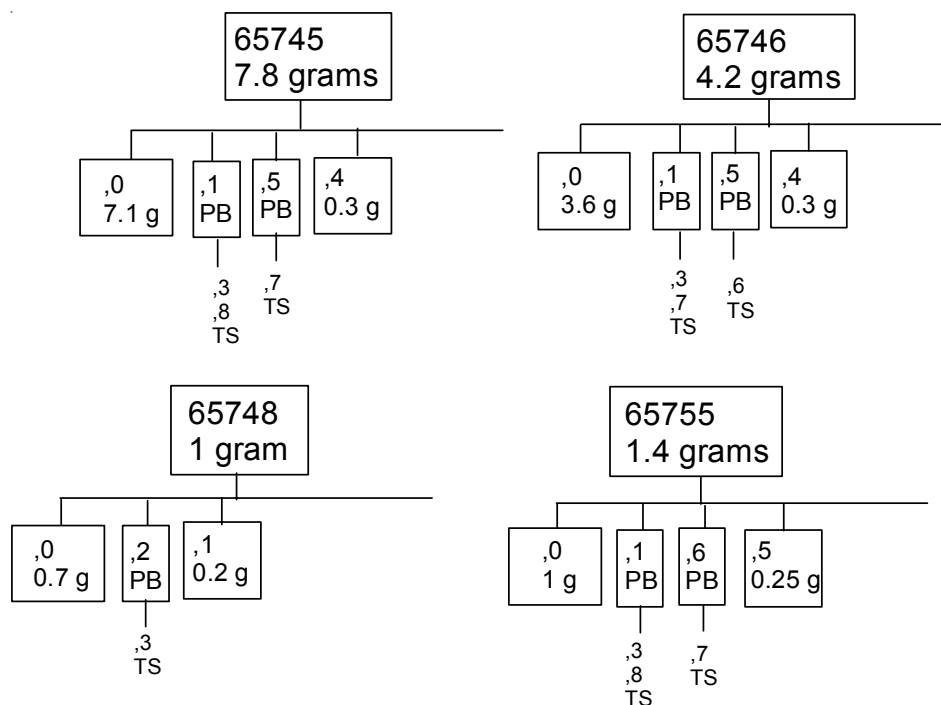 65745
7.8 grams
,0
7.1 g
,1
PB
,5
PB
,4
0.3 g
,3
,8
TS
,7
TS
65746
4.2 grams
,0
3.6 g
,1
PB
,5
PB
,4
0.3 g
,3
,7
TS
,6
TS
65748
1 gram
,0
0.7 g
,2
PB
,1
0.2 g
,3
TS
65755
1.4 grams
,0
1 g
,1
PB
,6
PB
,5
0.25 g
,3
,8
TS
,7
TS